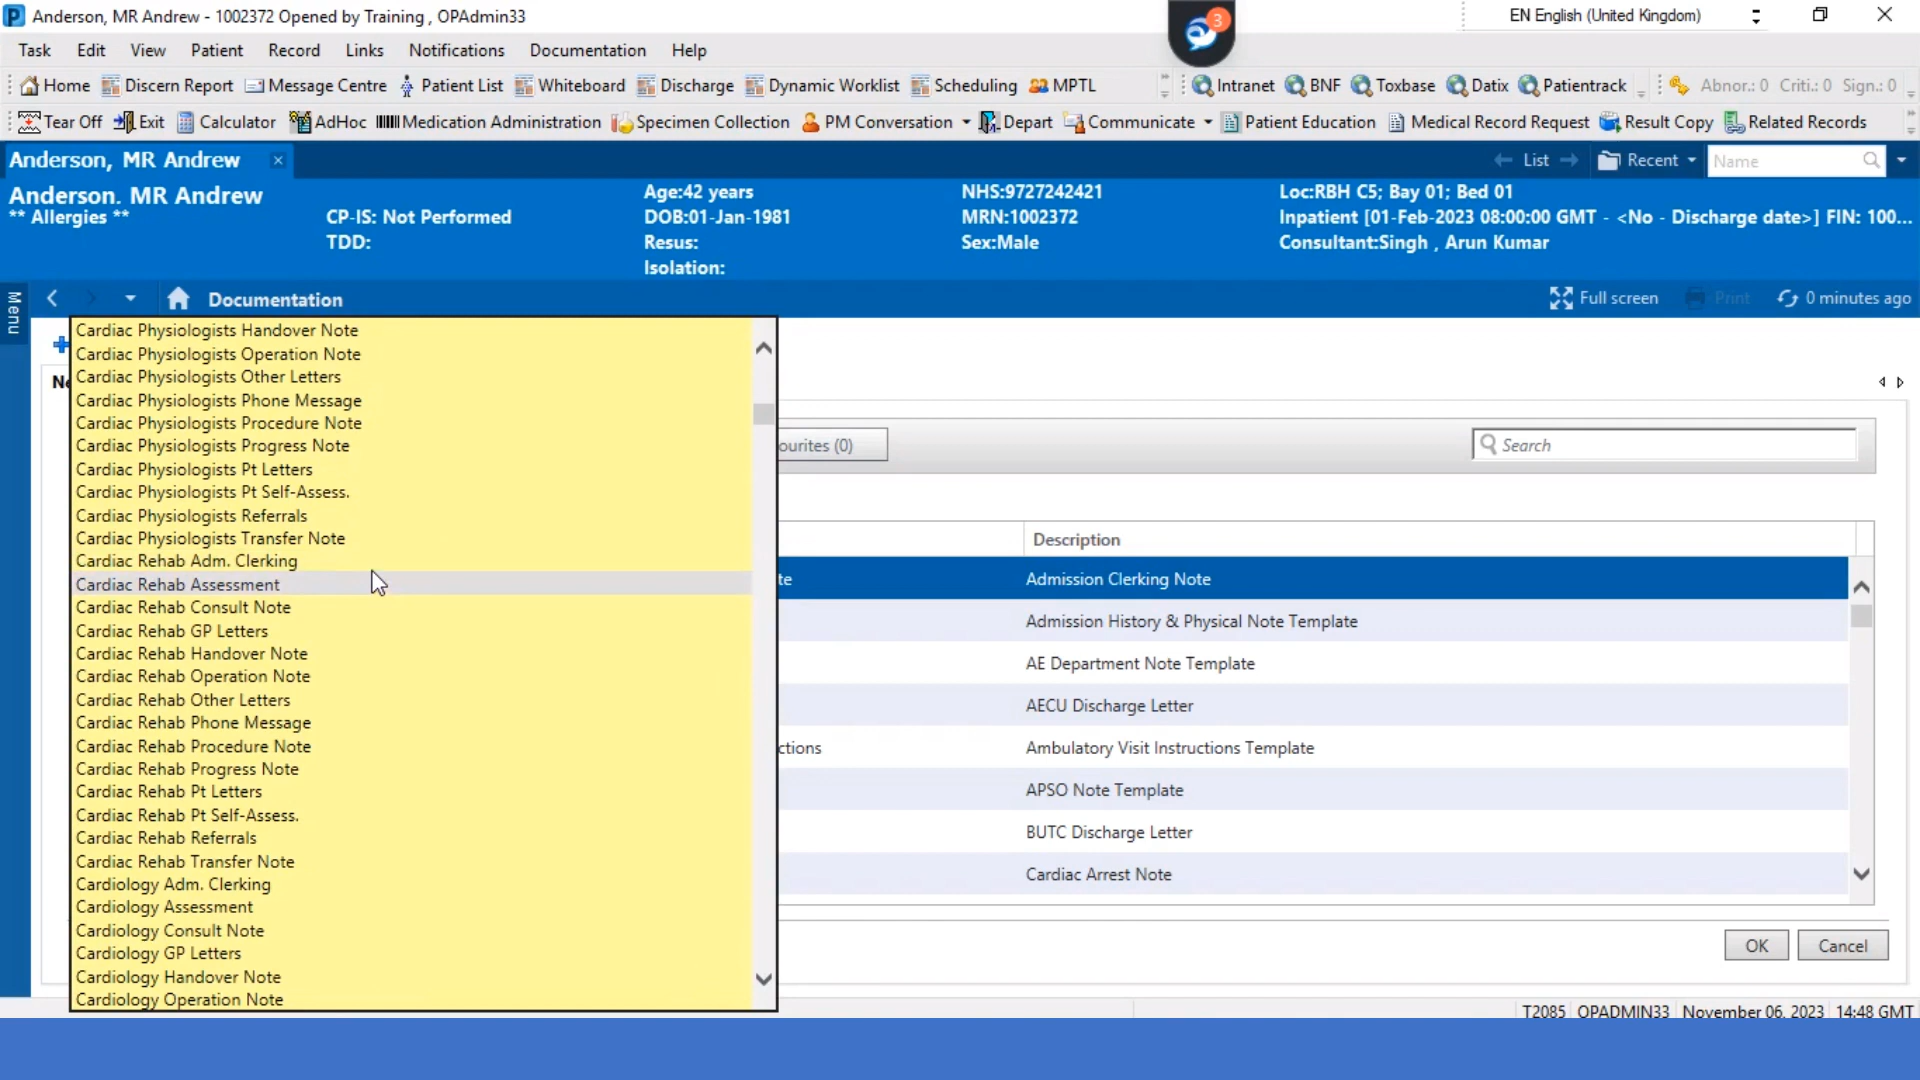 Anderson, MR Andrew - 1002372 Opened by Training , OPAdmin33
3
EN English (United Kingdom)
Task Edit View Patient Record Links Notifications Documentation Help
Home Discern Report Message Centre Patient List Whiteboard Discharge Dynamic Worklist Scheduling MPTL Intranet BNF Toxbase Datix Patientrack Abnor.: 0 Criti.: 0 Sign.: 0
Tear Off Exit Calculator AdHoc Medication Administration Specimen Collection PM Conversation Depart Communicate Patient Education Medical Record Request Result Copy Related Records
Anderson, MR Andrew List Recent Name
Anderson. MR Andrew Age:42 years NHS:9727242421 Loc:RBH C5; Bay 01; Bed 01
** Allergies ** CP-IS: Not Performed DOB:01-Jan-1981 MRN:1002372 Inpatient [01-Feb-2023 08:00:00 GMT - <No - Discharge date>] FIN: 100...
TDD: Resus: Sex:Male Consultant:Singh , Arun Kumar
Isolation:
Menu
Documentation Full screen Print 0 minutes ago
Ne
Cardiac Physiologists Handover Note
Cardiac Physiologists Operation Note
Cardiac Physiologists Other Letters
Cardiac Physiologists Phone Message
Cardiac Physiologists Procedure Note
Cardiac Physiologists Progress Note
Cardiac Physiologists Pt Letters
Cardiac Physiologists Pt Self-Assess.
Cardiac Physiologists Referrals
Cardiac Physiologists Transfer Note
Cardiac Rehab Adm. Clerking
Cardiac Rehab Assessment
Cardiac Rehab Consult Note
Cardiac Rehab GP Letters
Cardiac Rehab Handover Note
Cardiac Rehab Operation Note
Cardiac Rehab Other Letters
Cardiac Rehab Phone Message
Cardiac Rehab Procedure Note
Cardiac Rehab Progress Note
Cardiac Rehab Pt Letters
Cardiac Rehab Pt Self-Assess.
Cardiac Rehab Referrals
Cardiac Rehab Transfer Note
Cardiology Adm. Clerking
Cardiology Assessment
Cardiology Consult Note
Cardiology GP Letters
Cardiology Handover Note
Cardiology Operation Note
ourites (0) Search
Description
te Admission Clerking Note
Admission History & Physical Note Template
AE Department Note Template
AECU Discharge Letter
ctions Ambulatory Visit Instructions Template
APSO Note Template
BUTC Discharge Letter
Cardiac Arrest Note
OK Cancel
T2085 OPADMIN33 November 06, 2023 14:48 GMT